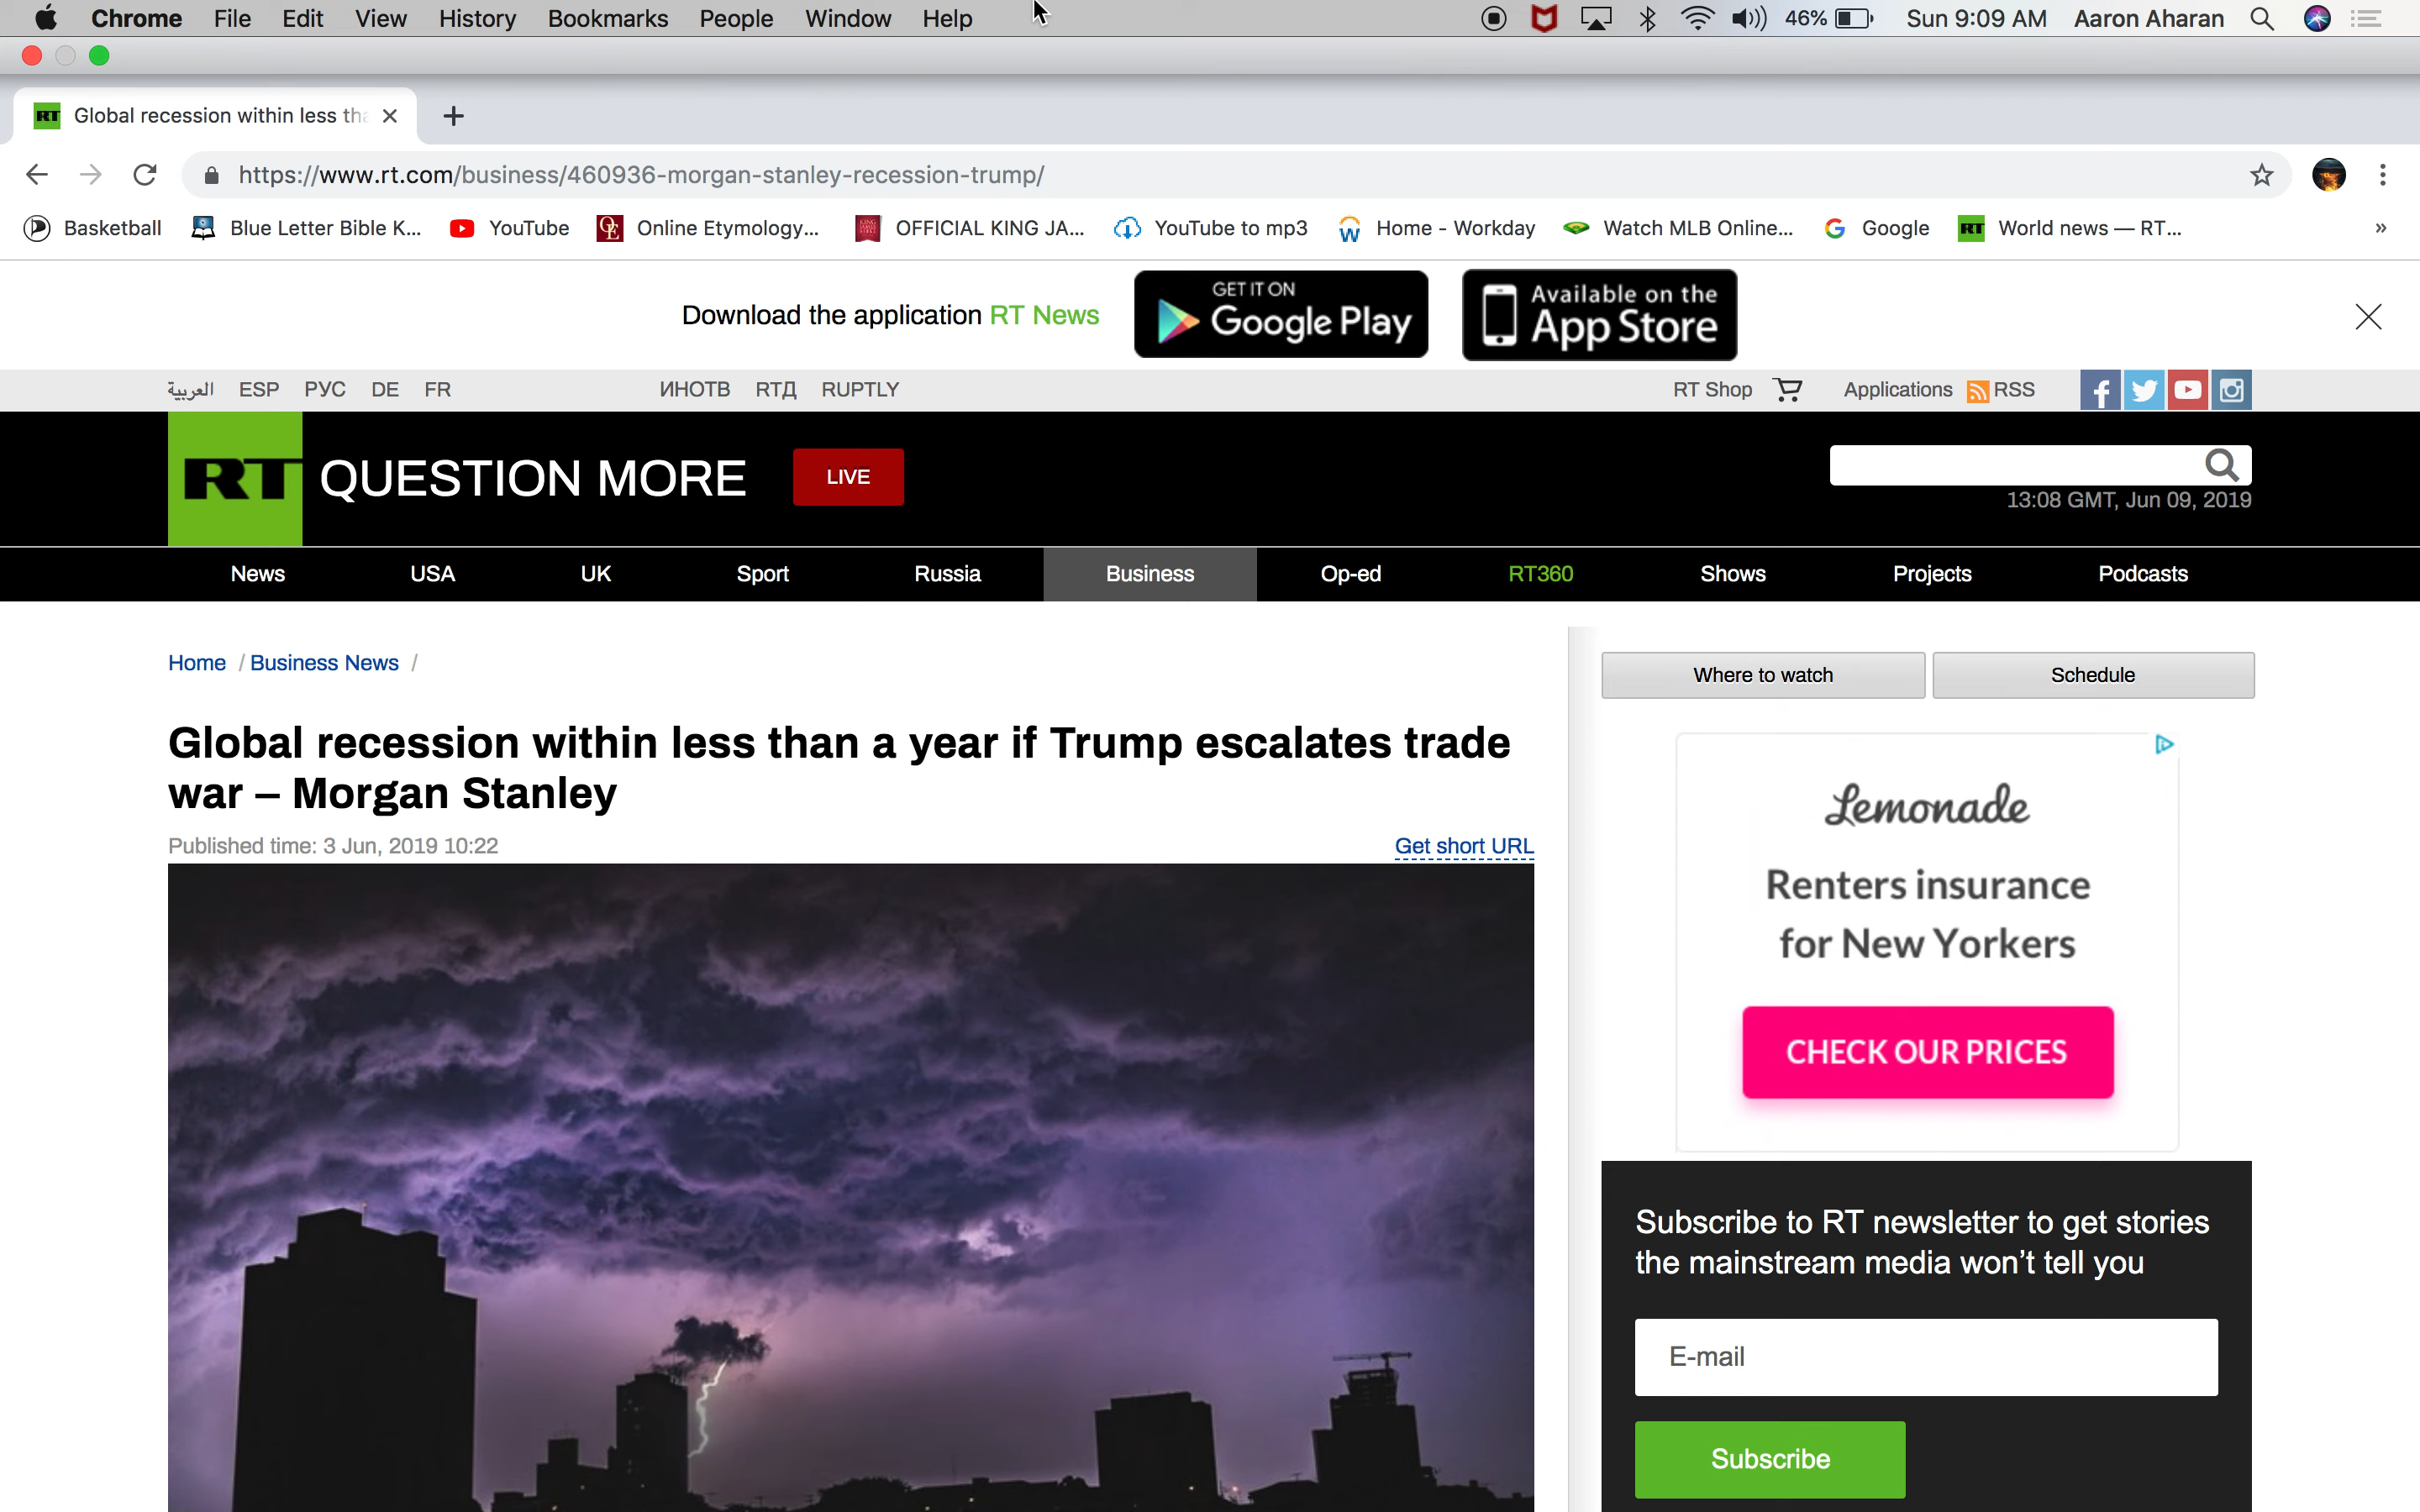 Chrome File Edit View History Bookmarks People Window Help 46% Sun 9:09 AM Aaron Aharan
RT Global recession within less tha
https://www.rt.com/business/460936-morgan-stanley-recession-trump/
Basketball Blue Letter Bible K... YouTube OE Online Etymology... OFFICIAL KING JA... YouTube to mp3 Home - Workday Watch MLB Online... Google RT World news — RT... »
Download the application RT News
GET IT ON
Google Play
Available on the
App Store
العربية ESP РУС DE FR ИНОТВ RTД RUPTLY RT Shop Applications RSS
RT QUESTION MORE LIVE
13:08 GMT, Jun 09, 2019
News USA UK Sport Russia Business Op-ed RT360 Shows Projects Podcasts
Home / Business News /
Where to watch Schedule
Global recession within less than a year if Trump escalates trade
war – Morgan Stanley
Published time: 3 Jun, 2019 10:22
Get short URL
Lemonade
Renters insurance
for New Yorkers
CHECK OUR PRICES
Subscribe to RT newsletter to get stories
the mainstream media won't tell you
E-mail
Subscribe